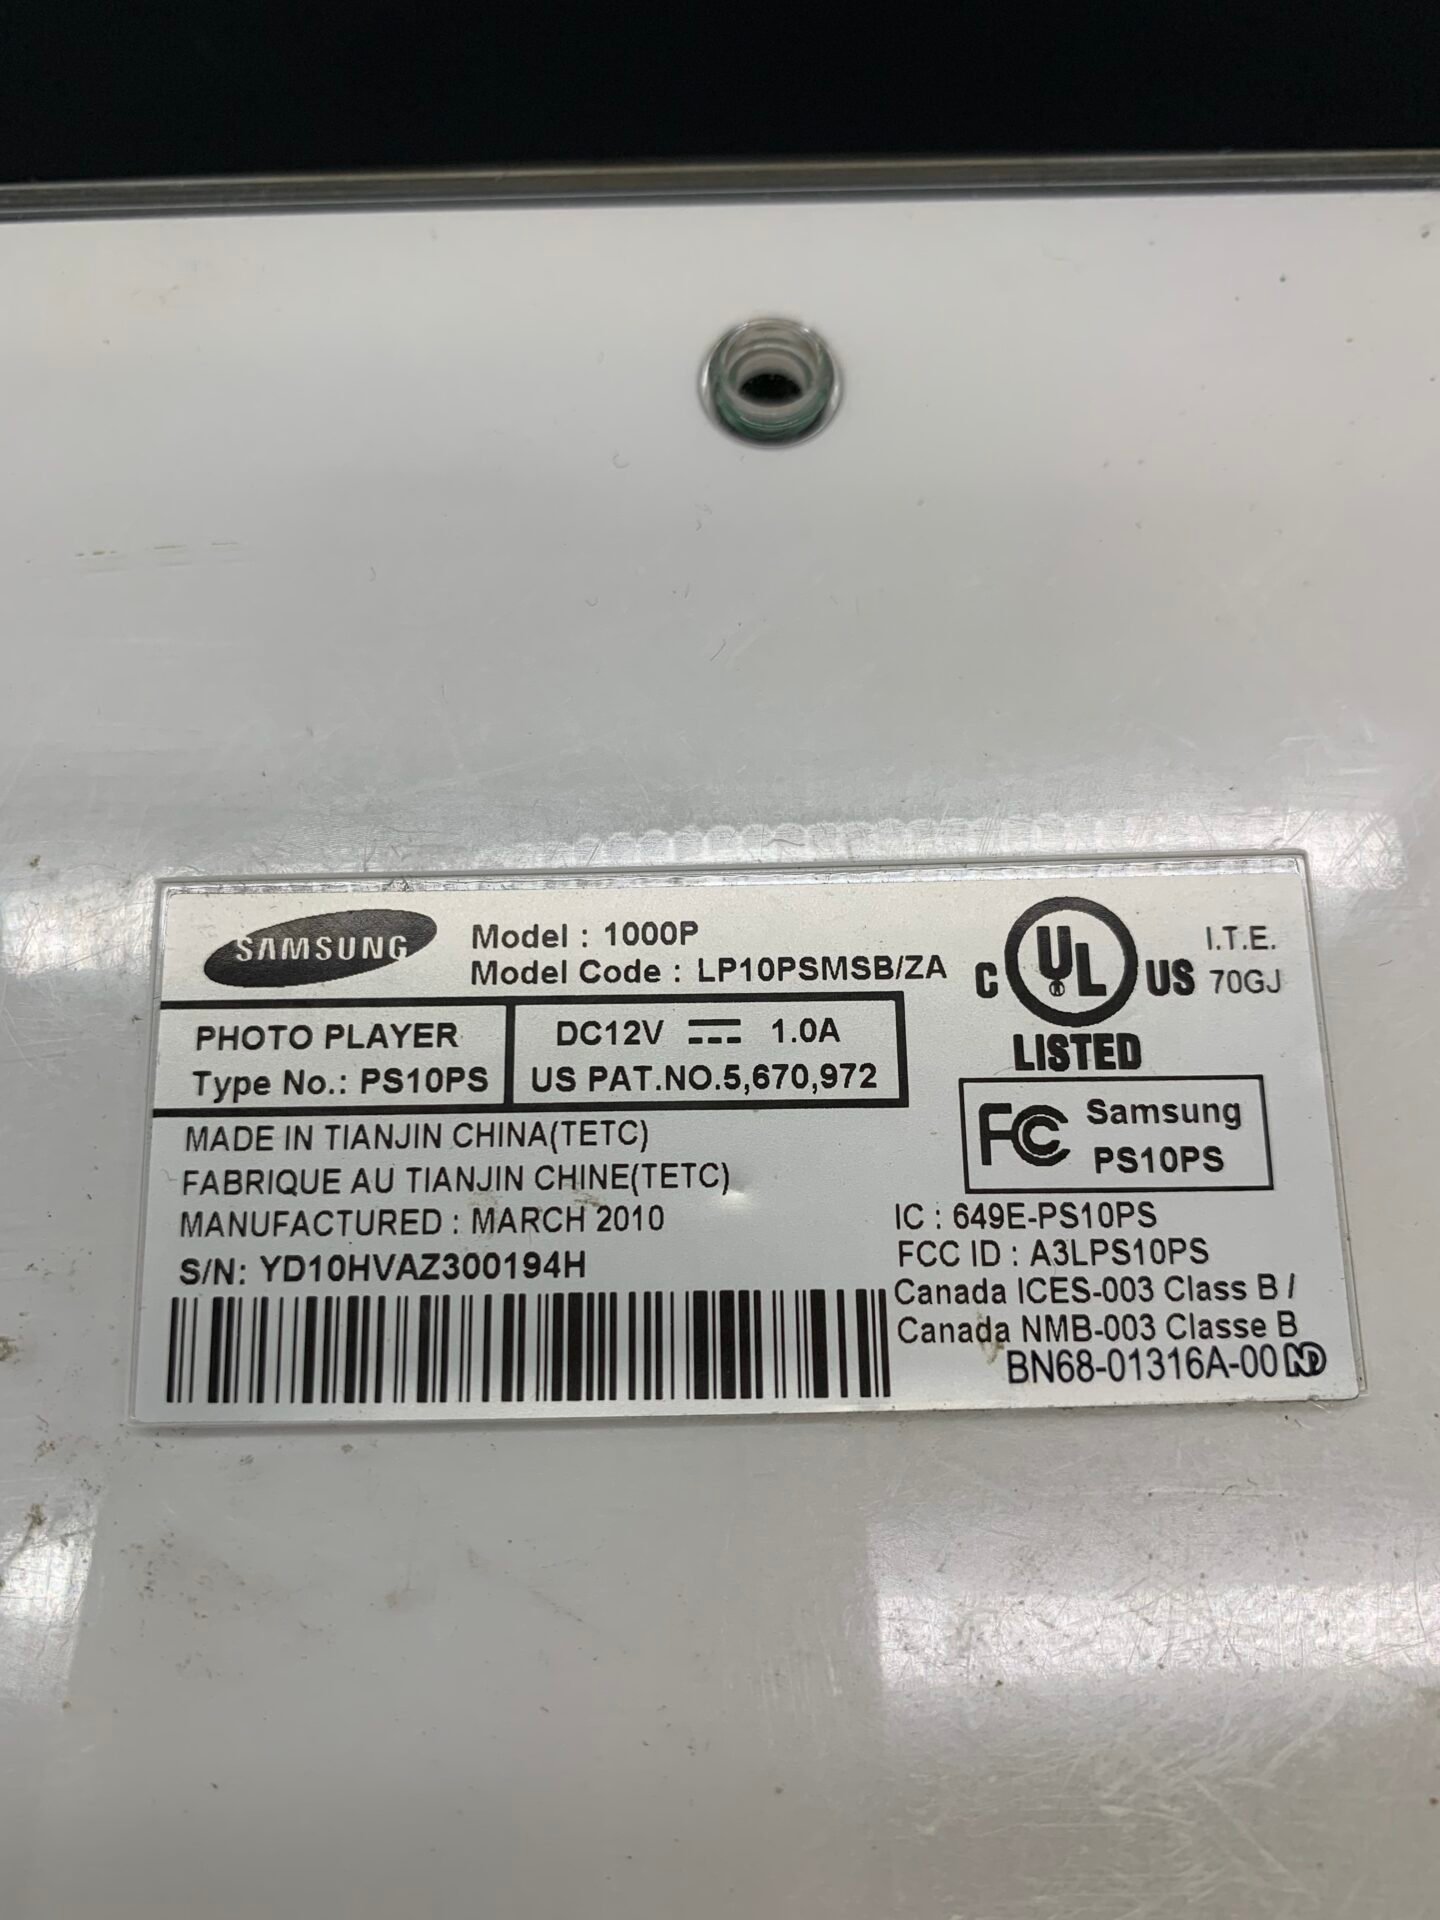 SAMSUNG
Model : 1000P
Model Code : LP10PSMSB/ZA
PHOTO PLAYER
Type No.: PS10PS
DC12V ⎓ 1.0A
US PAT.NO.5,670,972
MADE IN TIANJIN CHINA(TETC)
FABRIQUE AU TIANJIN CHINE(TETC)
MANUFACTURED : MARCH 2010
S/N: YD10HVAZ300194H
C UL ® US
LISTED
I.T.E.
70GJ
FC Samsung
PS10PS
IC : 649E-PS10PS
FCC ID : A3LPS10PS
Canada ICES-003 Class B /
Canada NMB-003 Classe B
BN68-01316A-00 ND